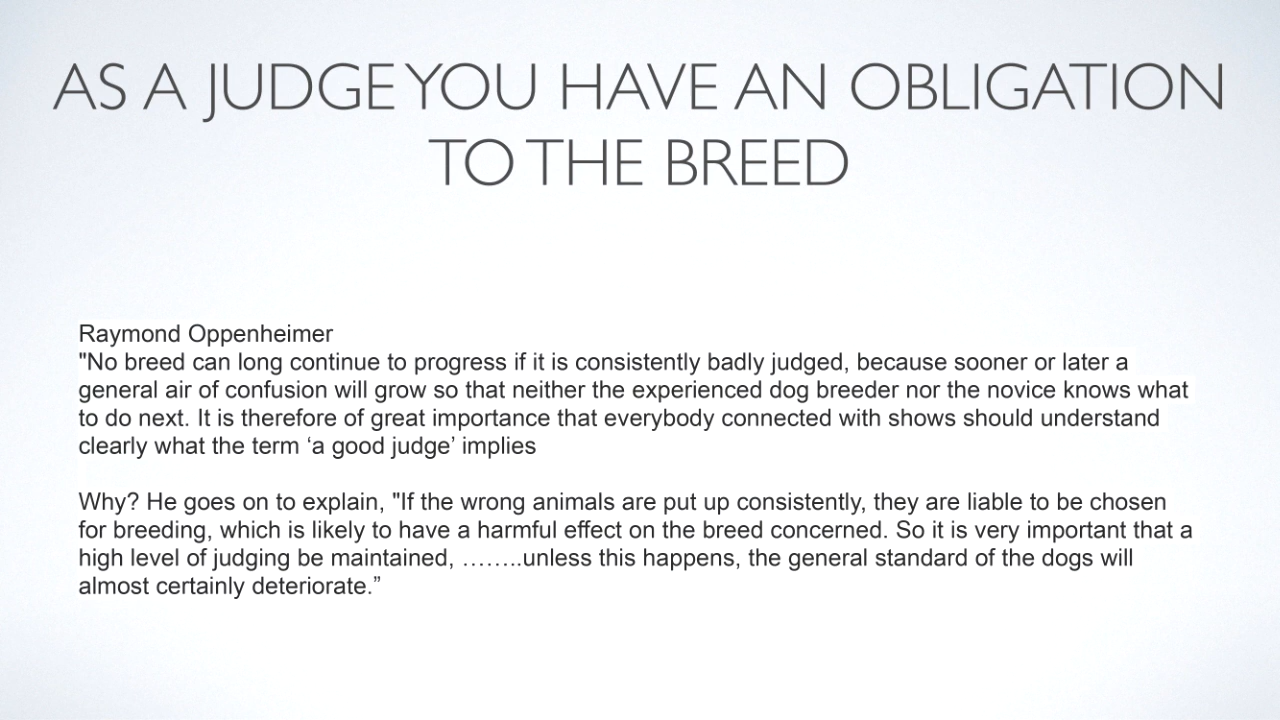 AS A JUDGE YOU HAVE AN OBLIGATION
TO THE BREED
Raymond Oppenheimer
"No breed can long continue to progress if it is consistently badly judged, because sooner or later a
general air of confusion will grow so that neither the experienced dog breeder nor the novice knows what
to do next. It is therefore of great importance that everybody connected with shows should understand
clearly what the term ‘a good judge’ implies
Why? He goes on to explain, "If the wrong animals are put up consistently, they are liable to be chosen
for breeding, which is likely to have a harmful effect on the breed concerned. So it is very important that a
high level of judging be maintained, ……..unless this happens, the general standard of the dogs will
almost certainly deteriorate.”